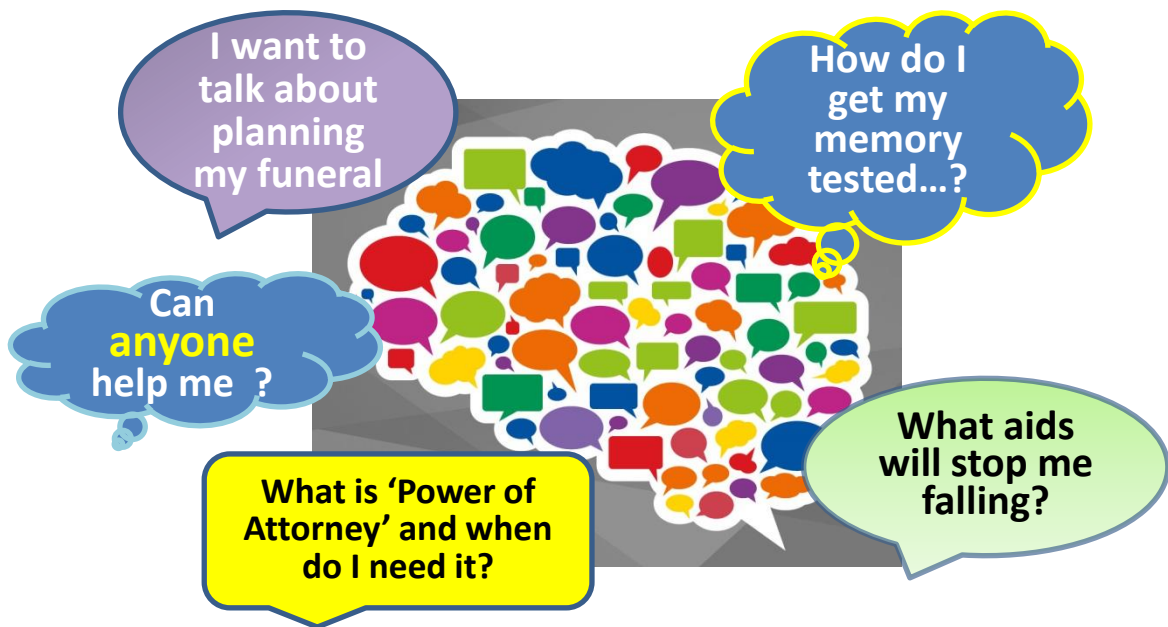 I want to
talk about
planning
my funeral
How do I
get my
memory
tested...?
Can
anyone
help me ?
What aids
will stop me
falling?
What is ‘Power of
Attorney’ and when
do I need it?